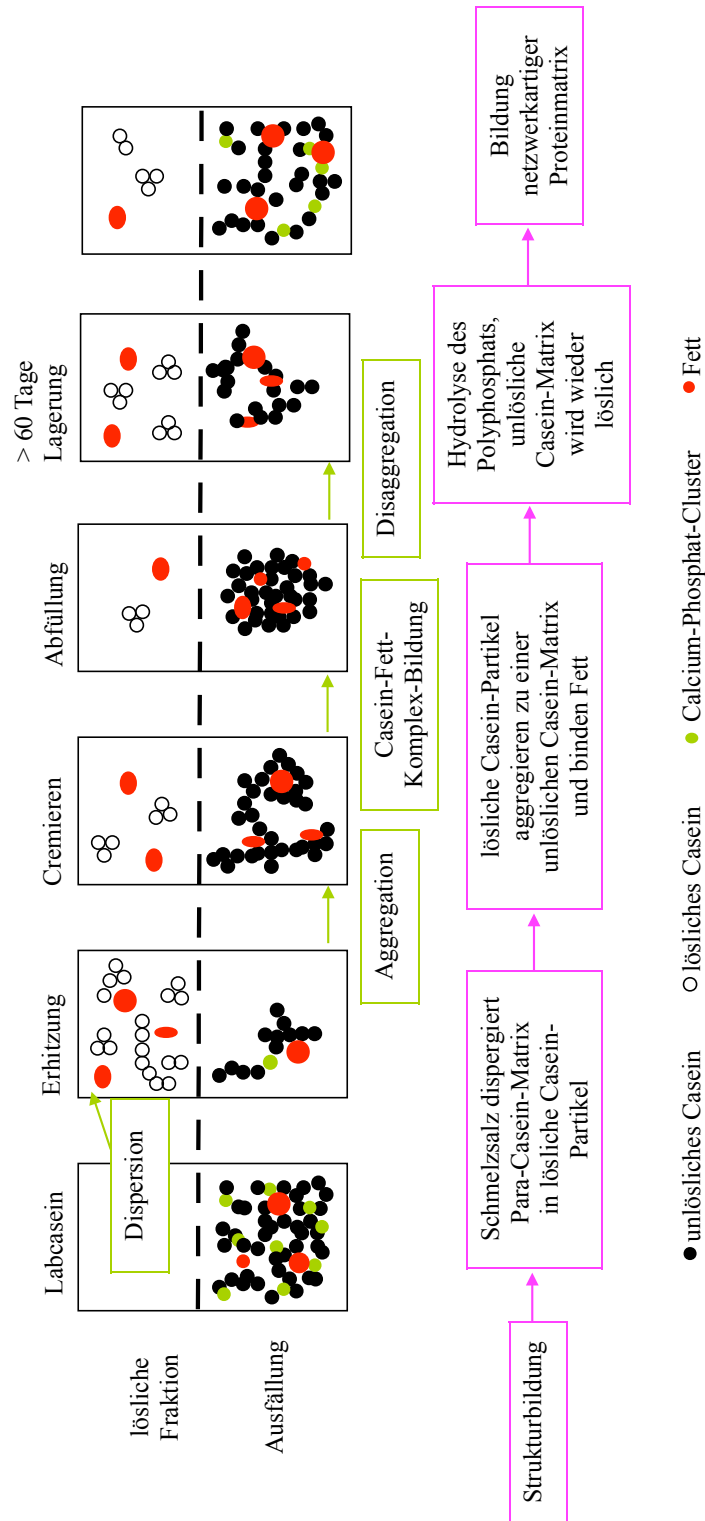 Labcasein
Erhitzung
Cremieren
Abfüllung
> 60 Tage
Lagerung
lösliche
Fraktion
Ausfällung
Dispersion
Aggregation
Casein-Fett-
Komplex-Bildung
Disaggregation
Strukturbildung
Schmelzsalz dispergiert
Para-Casein-Matrix
in lösliche Casein-
Partikel
lösliche Casein-Partikel
aggregieren zu einer
unlöslichen Casein-Matrix
und binden Fett
Hydrolyse des
Polyphosphats,
unlösliche
Casein-Matrix
wird wieder
löslich
Bildung
netzwerkartiger
Proteinmatrix
unlösliches Casein
lösliches Casein
Calcium-Phosphat-Cluster
Fett